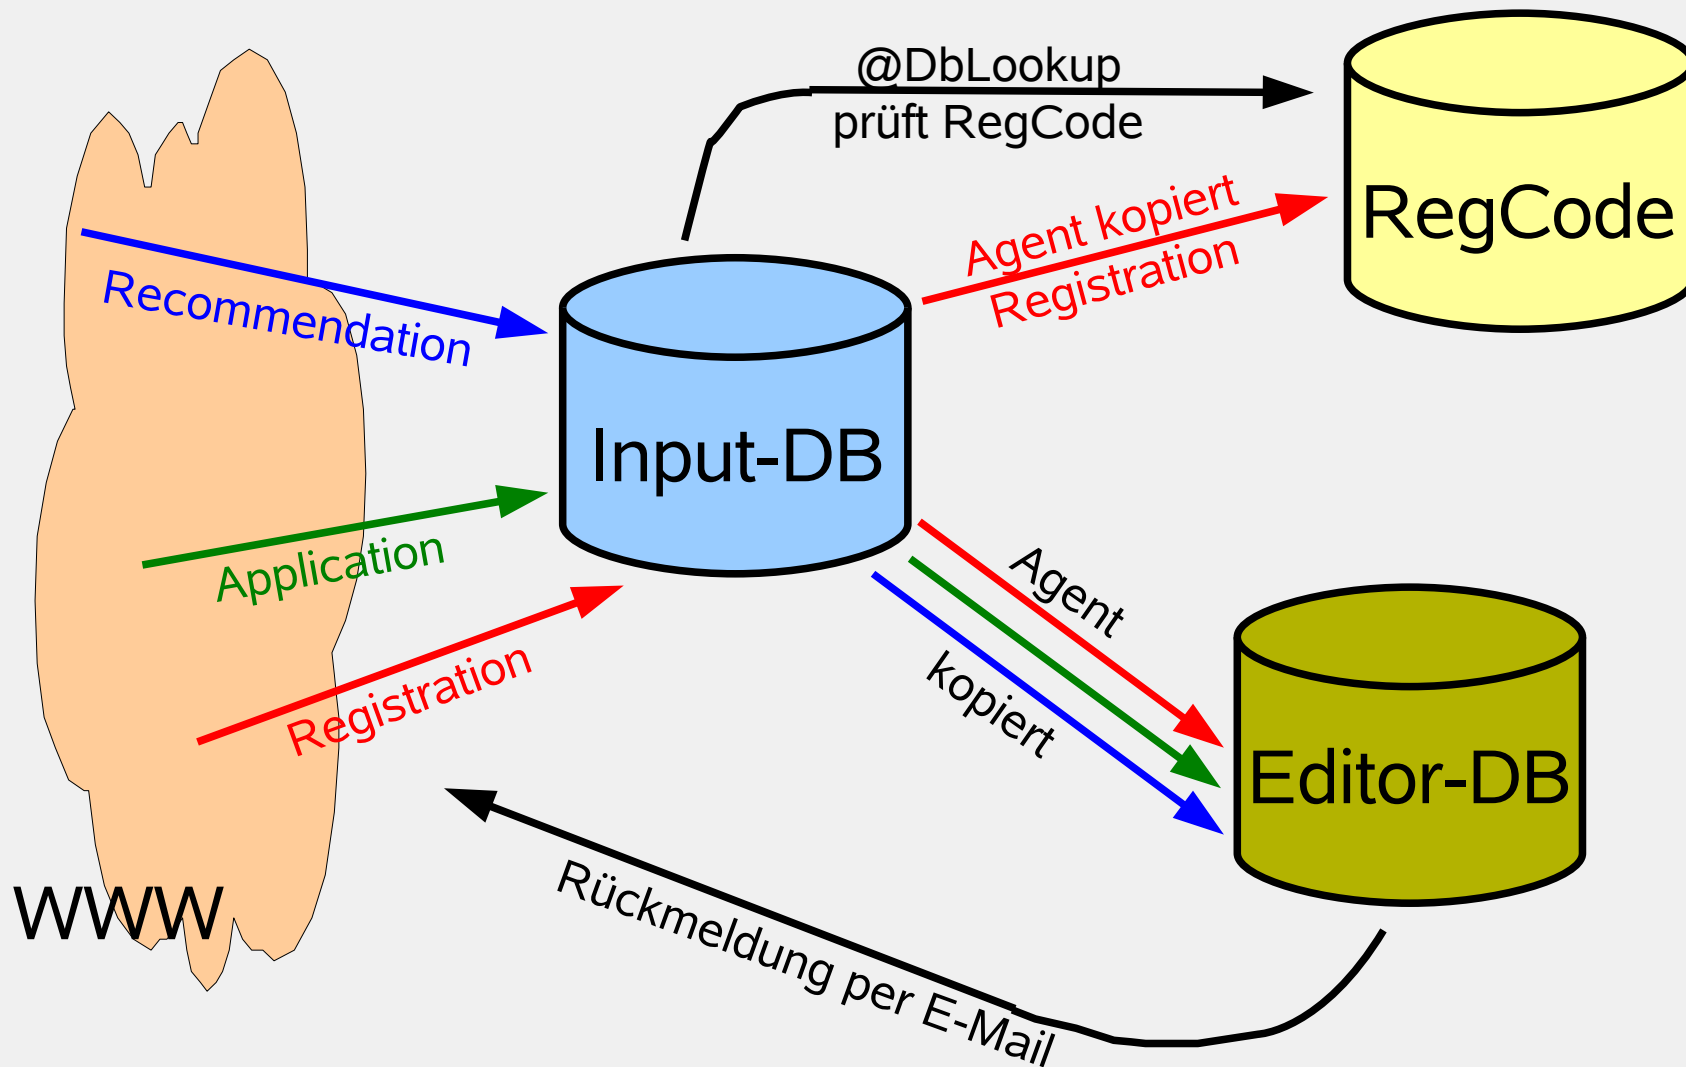 @DbLookup
prüft RegCode
RegCode
Agent kopiert
Registration
Recommendation
Input-DB
Application
Agent
Registration
kopiert
Editor-DB
WWW
Rückmeldung per E-Mail